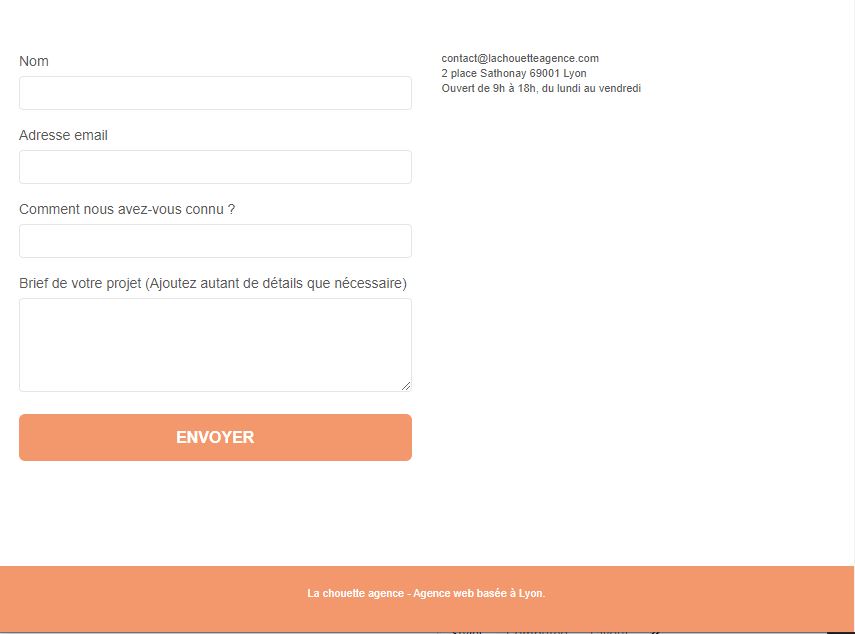 Nom
Adresse email
Comment nous avez-vous connu ?
Brief de votre projet (Ajoutez autant de détails que nécessaire)
ENVOYER
contact@lachouetteagence.com
2 place Sathonay 69001 Lyon
Ouvert de 9h à 18h, du lundi au vendredi
La chouette agence - Agence web basée à Lyon.